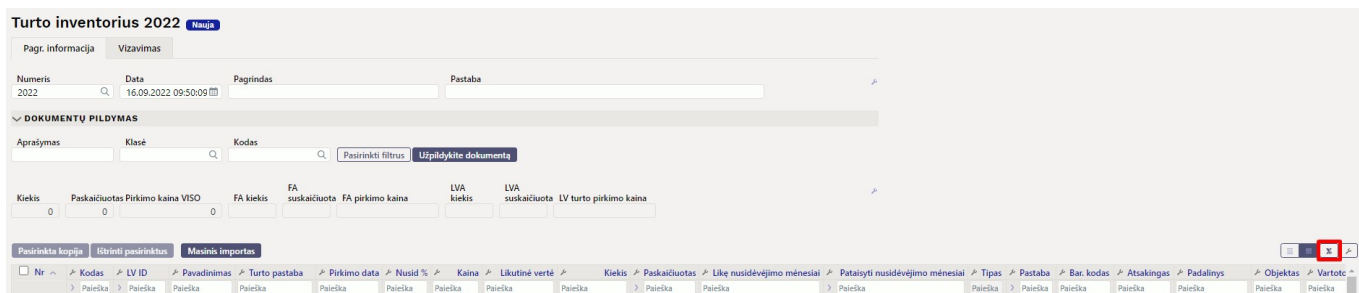 Turto inventorius 2022 Nauja
Pagr. informacija Vizavimas
Numeris Data Pagrindas Pastaba
2022 16.09.2022 09:50:09
DOKUMENTŲ PILDYMAS
Aprašymas Klasė Kodas
Pasirinkti filtrus Užpildykite dokumentą
Kiekis Paskaičiuotas Pirkimo kaina VISO FA kiekis FA suskaičiuota FA pirkimo kaina LVA kiekis LVA suskaičiuota LV turto pirkimo kaina
0 0 0
Pasirinkta kopija Ištrinti pasirinktus Masinis importas
Nr Kodas LV ID Pavadinimas Turto pastaba Pirkimo data Nusid % Kaina Likutinė vertė Kiekis Paskaičiuotas Likę nusidėvėjimo mėnesiai Pataisyti nusidėvėjimo mėnesiai Tipas Pastaba Bar. kodas Atsakingas Padalinys Objektas Vartoto
Paieška Paieška Paieška Paieška Paieška Paieška Paieška Paieška Paieška Paieška Paieška Paieška Paieška Paieška Paieška Paieška Paieška Paieška Paieška